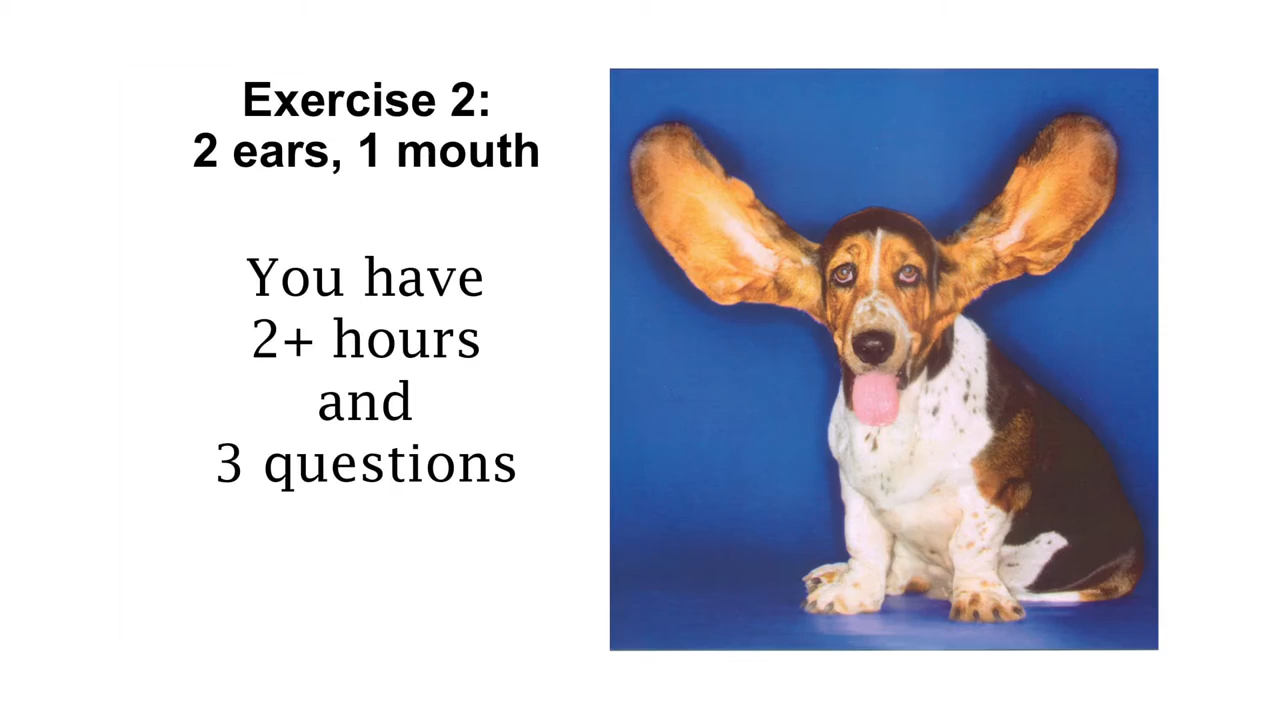 Exercise 2:
2 ears, 1 mouth
You have
2+ hours
and
3 questions